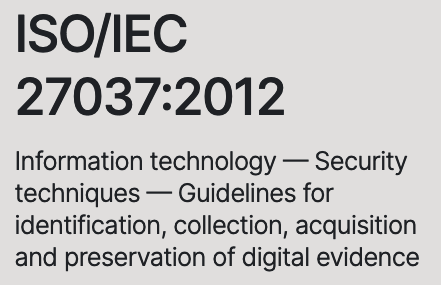 ISO/IEC
27037:2012
Information technology — Security
techniques — Guidelines for
identification, collection, acquisition
and preservation of digital evidence